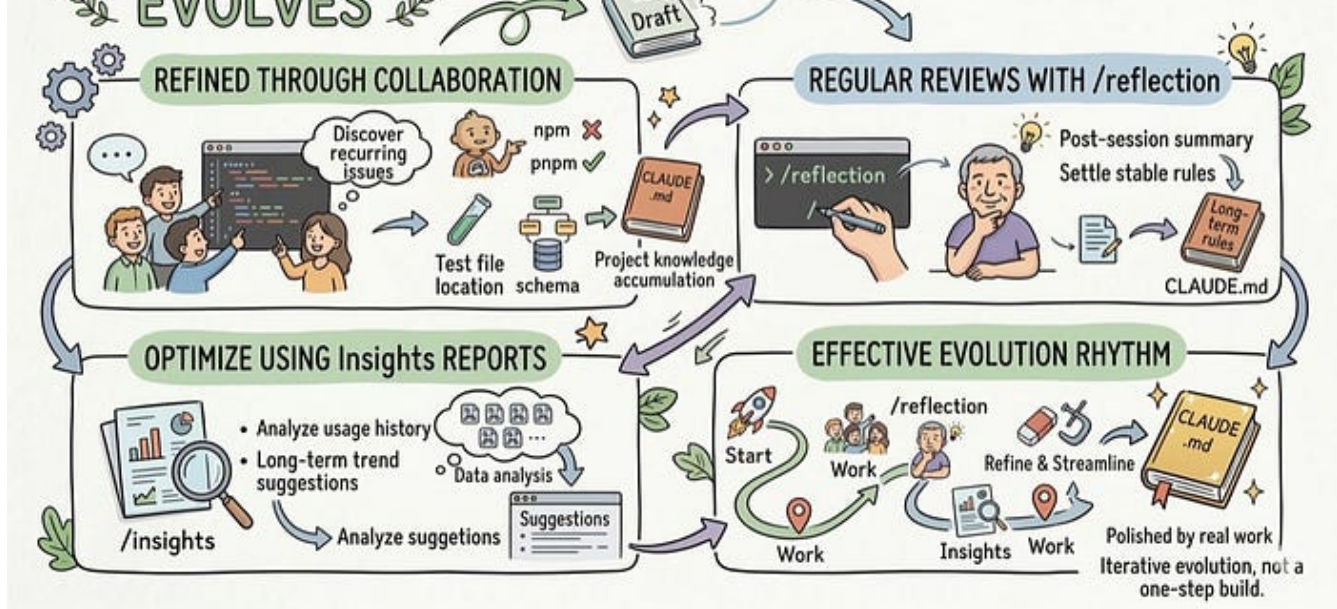 EVOLVES
Draft
REFINED THROUGH COLLABORATION
...
Discover
recurring
issues
npm
pnpm
CLAUDE
.md
Test file
location
schema
Project knowledge
accumulation
REGULAR REVIEWS WITH /reflection
> /reflection
/
Post-session summary
Settle stable rules
Long-
term
rules
CLAUDE.md
OPTIMIZE USING Insights REPORTS
/insights
• Analyze usage history
• Long-term trend
suggestions
...
Data analysis
Analyze suggetions
Suggestions
EFFECTIVE EVOLUTION RHYTHM
Start
Work
Work
/reflection
Insights
Work
Refine & Streamline
CLAUDE
.md
Polished by real work
Iterative evolution, not a
one-step build.